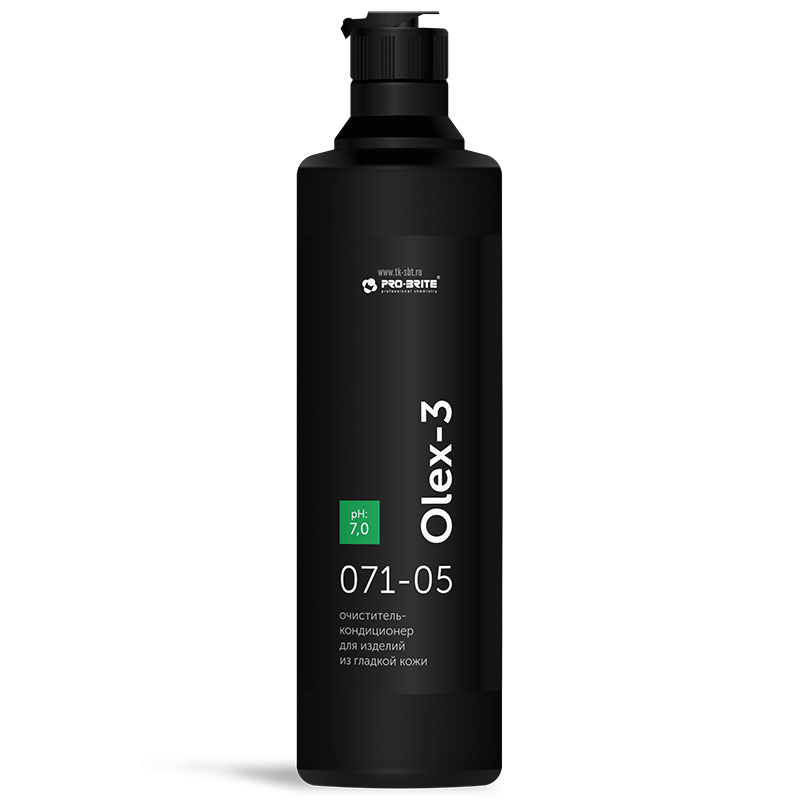 www.tk-sbt.ru
PRO-BRITE®
professional chemistry
Olex-3
pH:
7,0
071-05
очиститель-
кондиционер
для изделий
из гладкой кожи